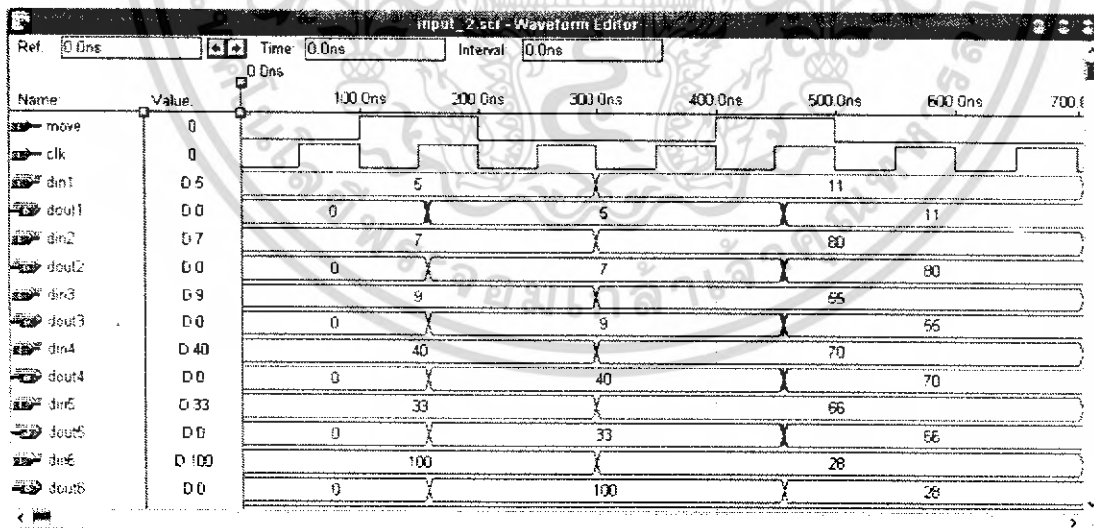 input_2.scf - Waveform Editor
Ref: 0.0ns Time: 0.0ns Interval: 0.0ns
0.0ns
Name: Value: 100.0ns 200.0ns 300.0ns 400.0ns 500.0ns 600.0ns
move 0
clk 0
din1 D 5 5 11
dout1 D 0 0 5 11
din2 D 7 7 80
dout2 D 0 0 7 80
din3 D 9 9
dout3 D 0 0 9
din4 D 40 40 70
dout4 D 0 0 40 70
din5 D 33 33 66
dout5 D 0 0 33 66
din6 D 100 100 28
dout6 D 0 0 100 28